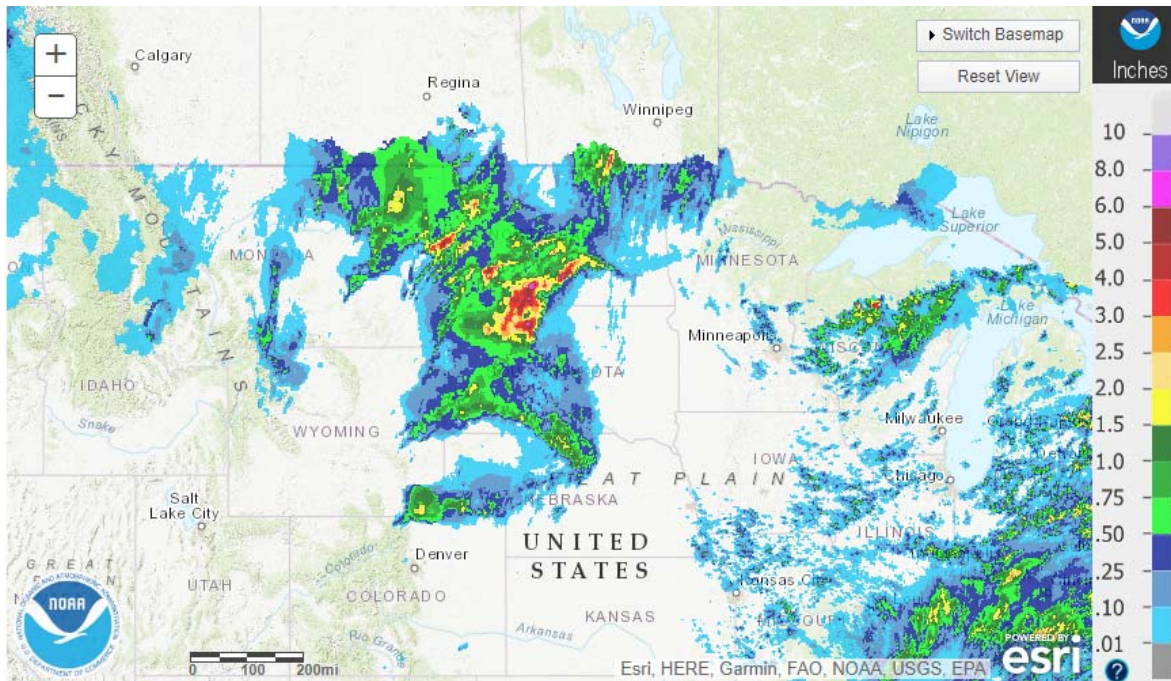 +
−
Calgary
Regina
Winnipeg
Switch Basemap
Reset View
Inches
Lake
Nipigon
Lake
Superior
Mississippi
MINNESOTA
MONTANA
Lake
Michigan
Minneapolis
IDAHO
Snake
WYOMING
Milwaukee
IOWA
Chicago
NEBRASKA
Salt
Lake City
ILLINOIS
UNITED
STATES
Denver
Kansas City
UTAH
COLORADO
KANSAS
Arkansas
Rio Grande
Colorado
10
8.0
6.0
5.0
4.0
3.0
2.5
2.0
1.5
1.0
.75
.50
.25
.10
.01
NOAA
0 100 200mi
Esri, HERE, Garmin, FAO, NOAA, USGS, EPA
POWERED BY
esri
?